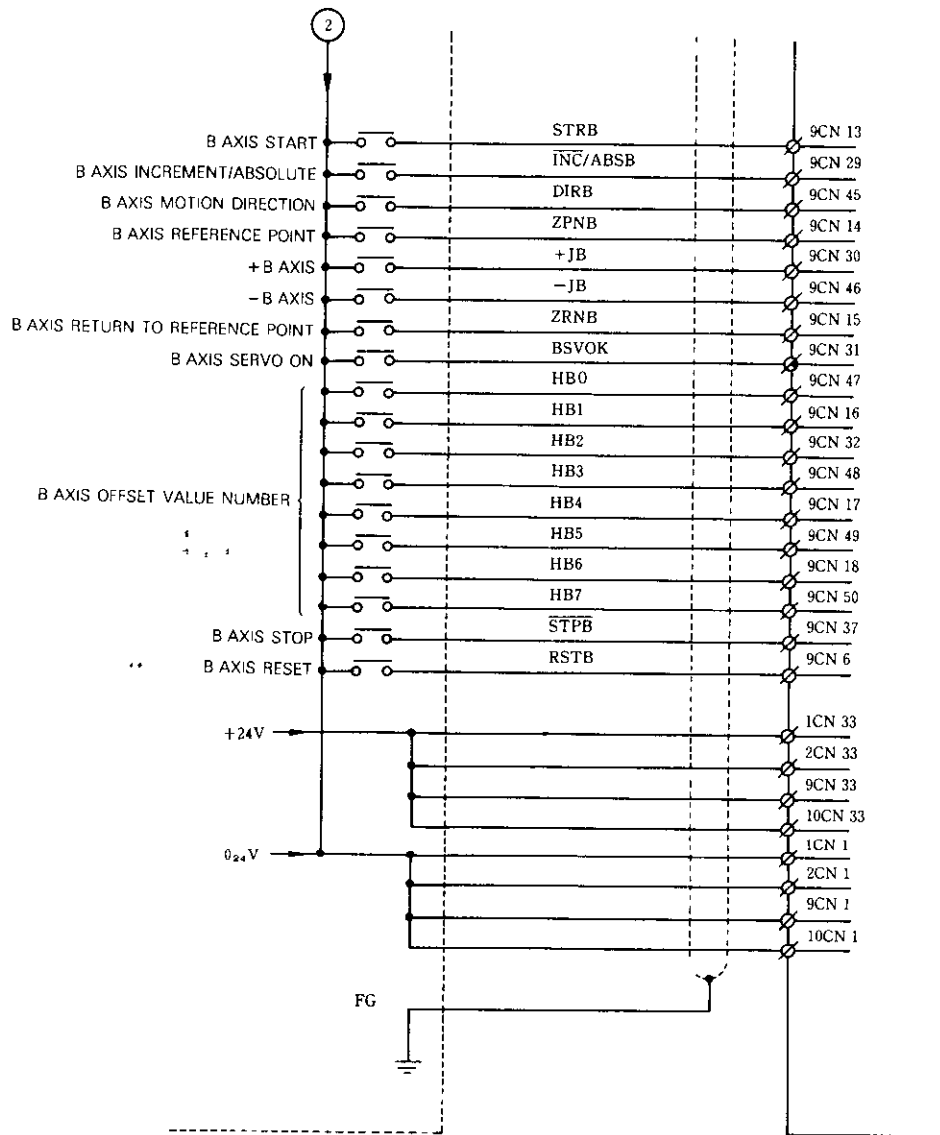 2
B AXIS START STRB 9CN 13
B AXIS INCREMENT/ABSOLUTE I̅N̅C̅/ABSB 9CN 29
B AXIS MOTION DIRECTION DIRB 9CN 45
B AXIS REFERENCE POINT ZPNB 9CN 14
+B AXIS +JB 9CN 30
−B AXIS −JB 9CN 46
B AXIS RETURN TO REFERENCE POINT ZRNB 9CN 15
B AXIS SERVO ON BSVOK 9CN 31
HB0 9CN 47
HB1 9CN 16
HB2 9CN 32
HB3 9CN 48
B AXIS OFFSET VALUE NUMBER HB4 9CN 17
HB5 9CN 49
HB6 9CN 18
HB7 9CN 50
B AXIS STOP S̅T̅P̅B̅ 9CN 37
B AXIS RESET RSTB 9CN 6
+24V 1CN 33
2CN 33
9CN 33
10CN 33
0₂₄V 1CN 1
2CN 1
9CN 1
10CN 1
FG